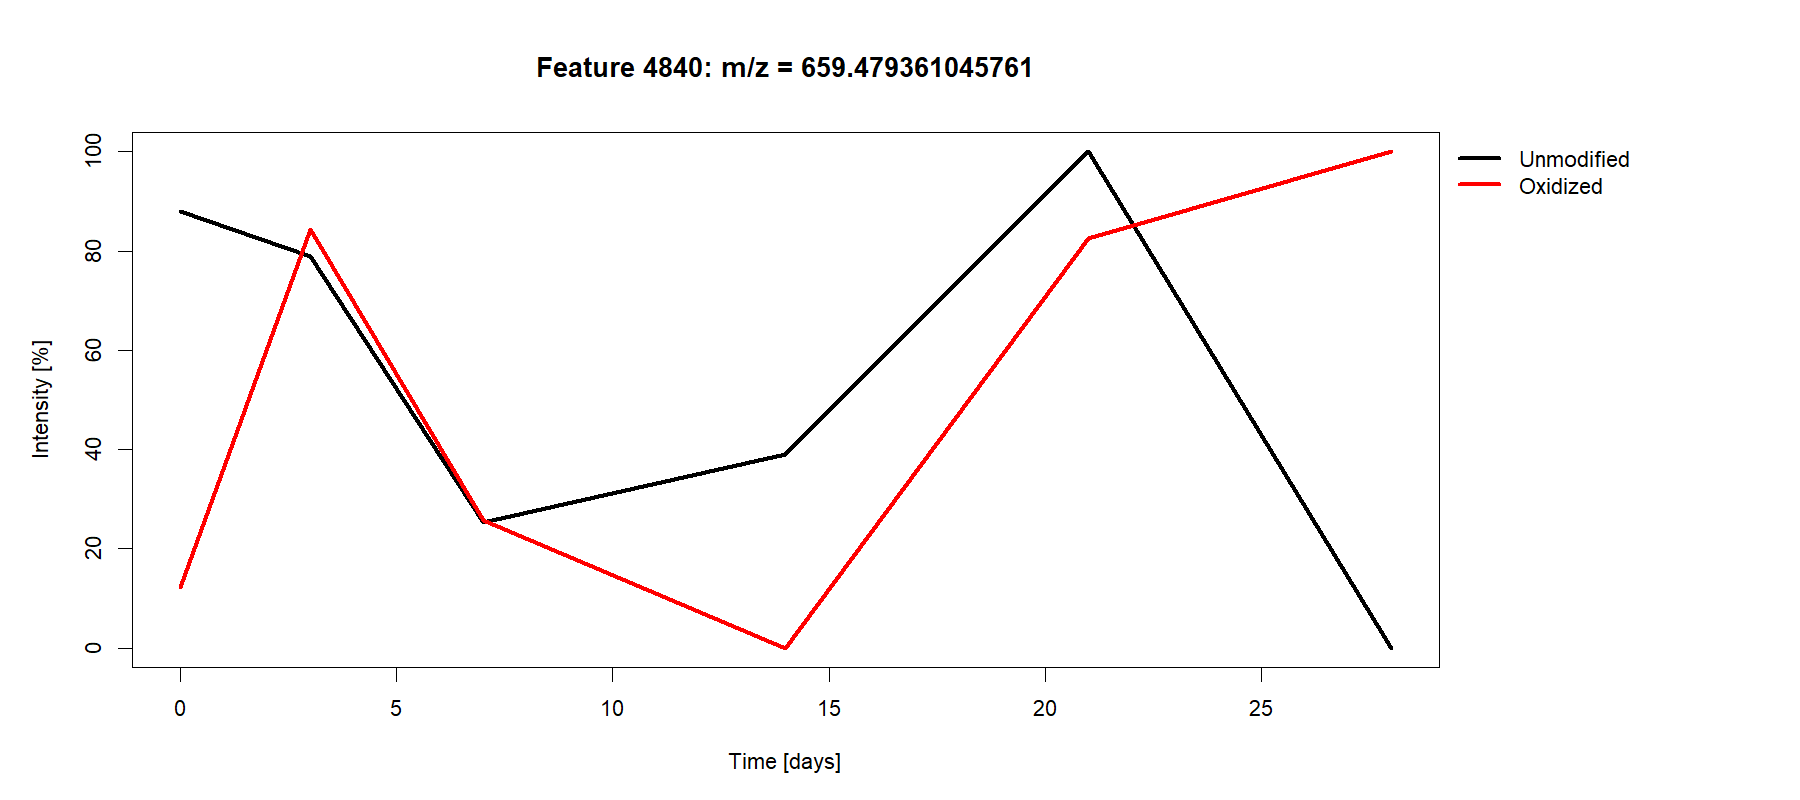 Feature 4840: m/z = 659.479361045761
Unmodified
Oxidized
Intensity [%]
100
80
60
40
20
0
0 5 10 15 20 25
Time [days]